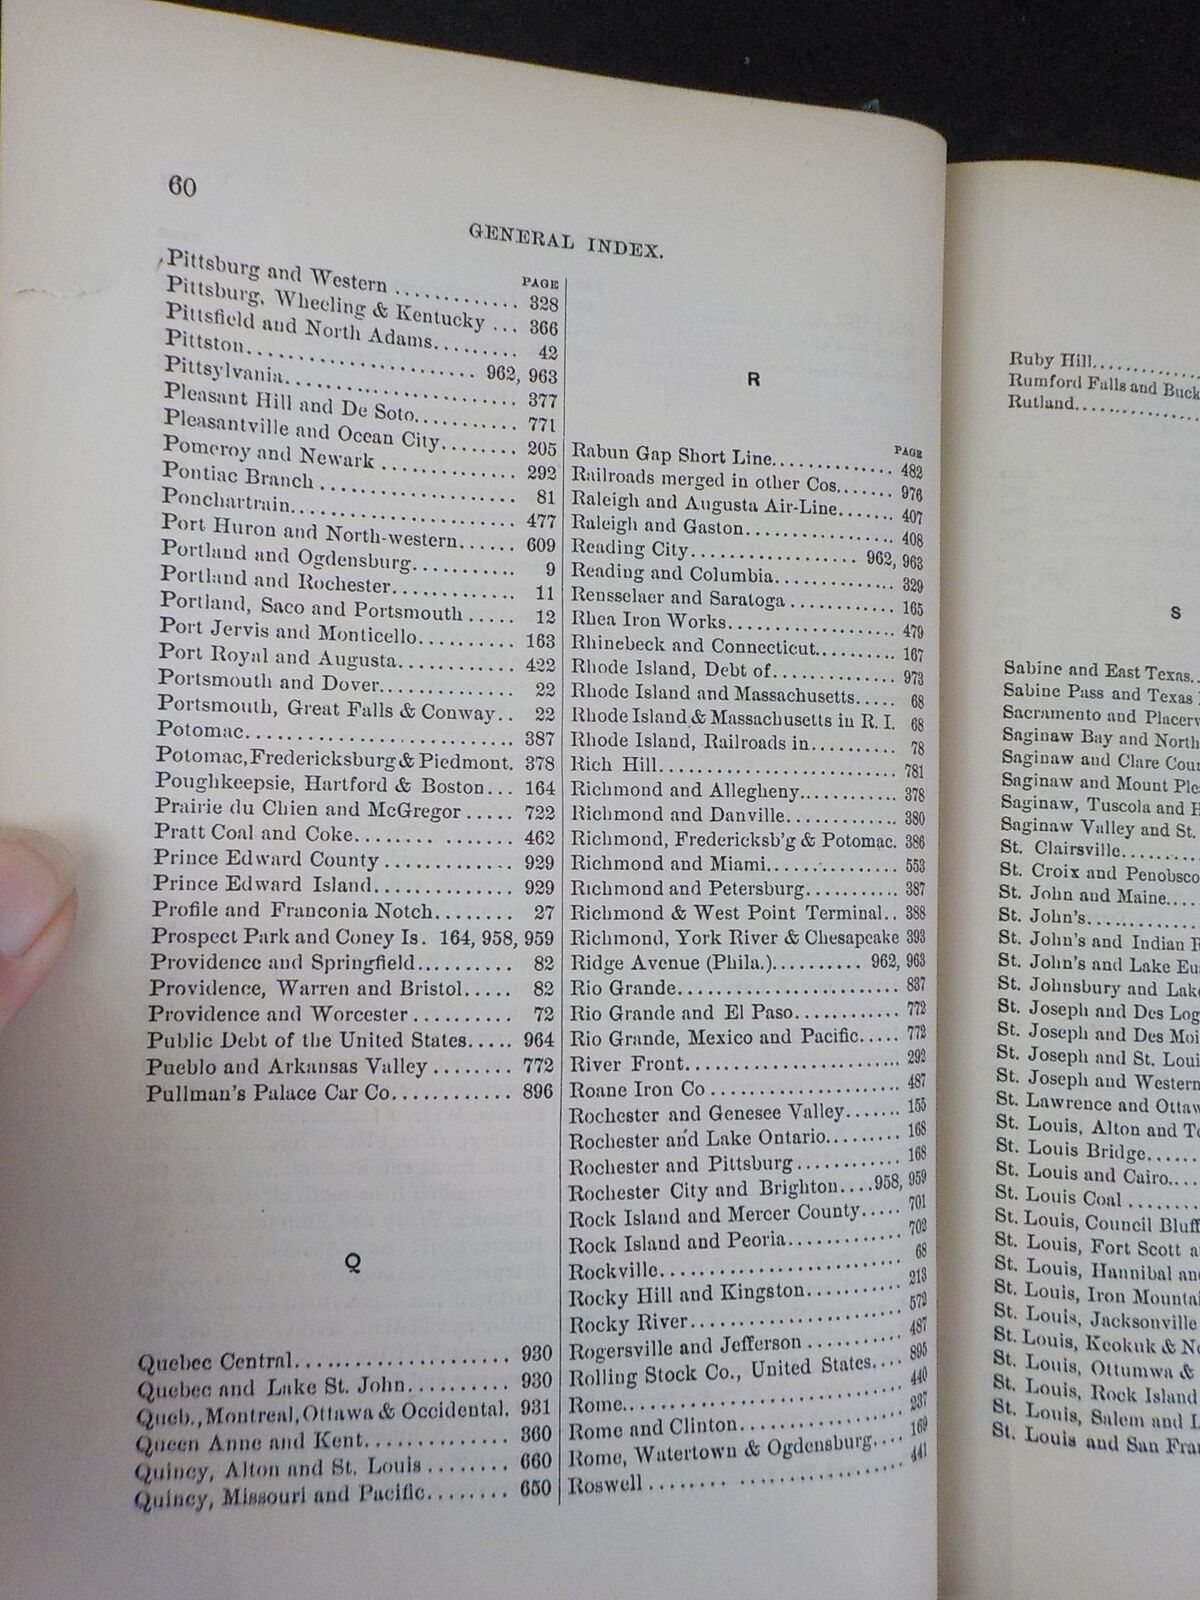 60
GENERAL INDEX.
PAGE
Pittsburg and Western ............. 328
Pittsburg, Wheeling & Kentucky ... 366
Pittsfield and North Adams......... 42
Pittston........................ 962, 963
Pittsylvania........................ 377
Pleasant Hill and De Soto........... 771
Pleasantville and Ocean City........ 205
Pomeroy and Newark .............. 292
Pontiac Branch .................... 81
Ponchartrain....................... 477
Port Huron and North-western...... 609
Portland and Ogdensburg........... 9
Portland and Rochester............. 11
Portland, Saco and Portsmouth ..... 12
Port Jervis and Monticello.......... 163
Port Royal and Augusta............ 422
Portsmouth and Dover.............. 22
Portsmouth, Great Falls & Conway.. 22
Potomac............................ 387
Potomac, Fredericksburg & Piedmont. 378
Poughkeepsie, Hartford & Boston... 164
Prairie du Chien and McGregor ..... 722
Pratt Coal and Coke................ 462
Prince Edward County ............. 929
Prince Edward Island............... 929
Profile and Franconia Notch........ 27
Prospect Park and Coney Is. 164, 958, 959
Providence and Springfield.......... 82
Providence, Warren and Bristol..... 82
Providence and Worcester .......... 72
Public Debt of the United States..... 964
Pueblo and Arkansas Valley ........ 772
Pullman's Palace Car Co............ 896
Q
Quebec Central..................... 930
Quebec and Lake St. John.......... 930
Queb., Montreal, Ottawa & Occidental. 931
Queen Anne and Kent.............. 360
Quincy, Alton and St. Louis ........ 660
Quincy, Missouri and Pacific........ 650
R
PAGE
Rabun Gap Short Line.............. 482
Railroads merged in other Cos....... 976
Raleigh and Augusta Air-Line....... 407
Raleigh and Gaston................. 408
Reading City................. 962, 963
Reading and Columbia.............. 329
Rensselaer and Saratoga ............ 165
Rhea Iron Works................... 479
Rhinebeck and Connecticut.......... 167
Rhode Island, Debt of.............. 973
Rhode Island and Massachusetts..... 68
Rhode Island & Massachusetts in R. I. 68
Rhode Island, Railroads in.......... 78
Rich Hill........................... 781
Richmond and Allegheny............ 378
Richmond and Danville............. 380
Richmond, Fredericksb'g & Potomac. 386
Richmond and Miami............... 553
Richmond and Petersburg........... 387
Richmond & West Point Terminal.. 388
Richmond, York River & Chesapeake 393
Ridge Avenue (Phila.).......... 962, 963
Rio Grande........................ 837
Rio Grande and El Paso............ 772
Rio Grande, Mexico and Pacific..... 772
River Front........................ 292
Roane Iron Co ..................... 487
Rochester and Genesee Valley....... 155
Rochester and Lake Ontario......... 168
Rochester and Pittsburg ............ 168
Rochester City and Brighton....958, 959
Rock Island and Mercer County..... 701
Rock Island and Peoria............. 702
Rockville.......................... 68
Rocky Hill and Kingston........... 213
Rocky River....................... 572
Rogersville and Jefferson .......... 487
Rolling Stock Co., United States.... 895
Rome.............................. 440
Rome and Clinton.................. 237
Rome, Watertown & Ogdensburg.... 169
Roswell ........................... 441
Ruby Hill..............
Rumford Falls and Buck
Rutland................
S
Sabine and East Texas..
Sabine Pass and Texas
Sacramento and Placerv
Saginaw Bay and North
Saginaw and Clare Coun
Saginaw and Mount Ple
Saginaw, Tuscola and H
Saginaw Valley and St.
St. Clairsville..........
St. Croix and Penobsco
St. John and Maine....
St. John's.............
St. John's and Indian R
St. John's and Lake Eus
St. Johnsbury and Lake
St. Joseph and Des Log
St. Joseph and Des Moi
St. Joseph and St. Loui
St. Joseph and Western
St. Lawrence and Ottaw
St. Louis, Alton and Te
St. Louis Bridge......
St. Louis and Cairo....
St. Louis Coal ........
St. Louis, Council Bluff
St. Louis, Fort Scott a
St. Louis, Hannibal an
St. Louis, Iron Mountai
St. Louis, Jacksonville
St. Louis, Keokuk & No
St. Louis, Ottumwa &
St. Louis, Rock Island
St. Louis, Salem and L
St. Louis and San Fran